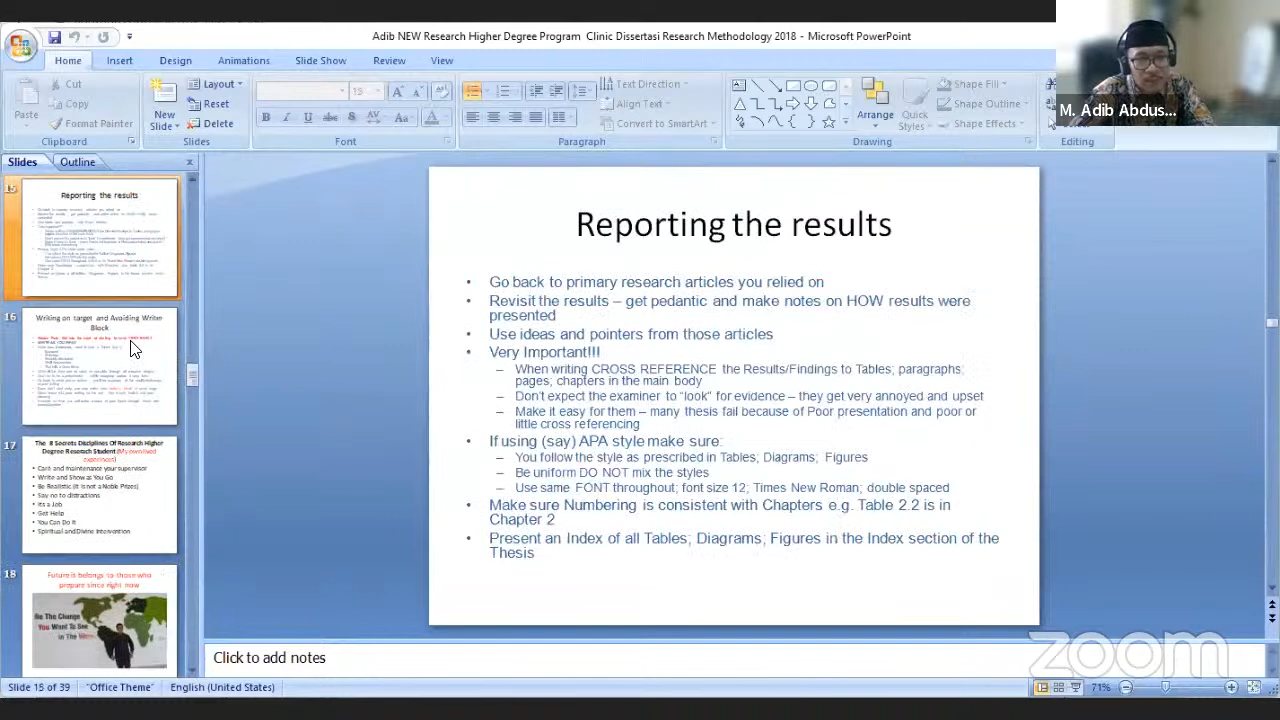 Adib NEW Research Higher Degree Program Clinic Dissertasi Research Methodology 2018 - Microsoft PowerPoint
M. Adib Abdus...
Home Insert Design Animations Slide Show Review View
Paste
Cut
Copy
Format Painter
Clipboard
New Slide
Layout
Reset
Delete
Slides
Font
Text Direction
Align Text
Convert to SmartArt
Paragraph
Arrange
Quick Styles
Shape Fill
Shape Outline
Shape Effects
Drawing
Editing
Slides Outline
15
Reporting the results
16
Writing on target and Avoiding Writer
Block
17
The 8 Secrets Disciplines Of Research Higher
Degree Research Student (My own lived
experinces)
• Care and maintenance your supervisor
• Write and Show as You Go
• Be Realistic (It is not a Noble Prizes)
• Say no to distractions
• Its a Job
• Get Help
• You Can Do It
• Spiritual and Divine Intervention
18
Future it belongs to those who
prepare since right now
Be The Change
You Want To See
in The
Reporting the results
• Go back to primary research articles you relied on
• Revisit the results – get pedantic and make notes on HOW results were
presented
• Use ideas and pointers from those articles
• Very Important!!!
– When writing CROSS REFERENCE the results/findings to Tables; paragraphs;
pages; chapters in the main body
– Don't expect the examiner to "look" for evidence – they get very annoyed and upset
– Make it easy for them – many thesis fail because of Poor presentation and poor or
little cross referencing
• If using (say) APA style make sure:
– You follow the style as prescribed in Tables; Diagrams; Figures
– Be uniform DO NOT mix the styles
– Use same FONT throughout; font size 12; Times New Roman; double spaced
• Make sure Numbering is consistent with Chapters e.g. Table 2.2 is in
Chapter 2
• Present an Index of all Tables; Diagrams; Figures in the Index section of the
Thesis
Click to add notes
zoom
Slide 15 of 39 "Office Theme" English (United States) 71%